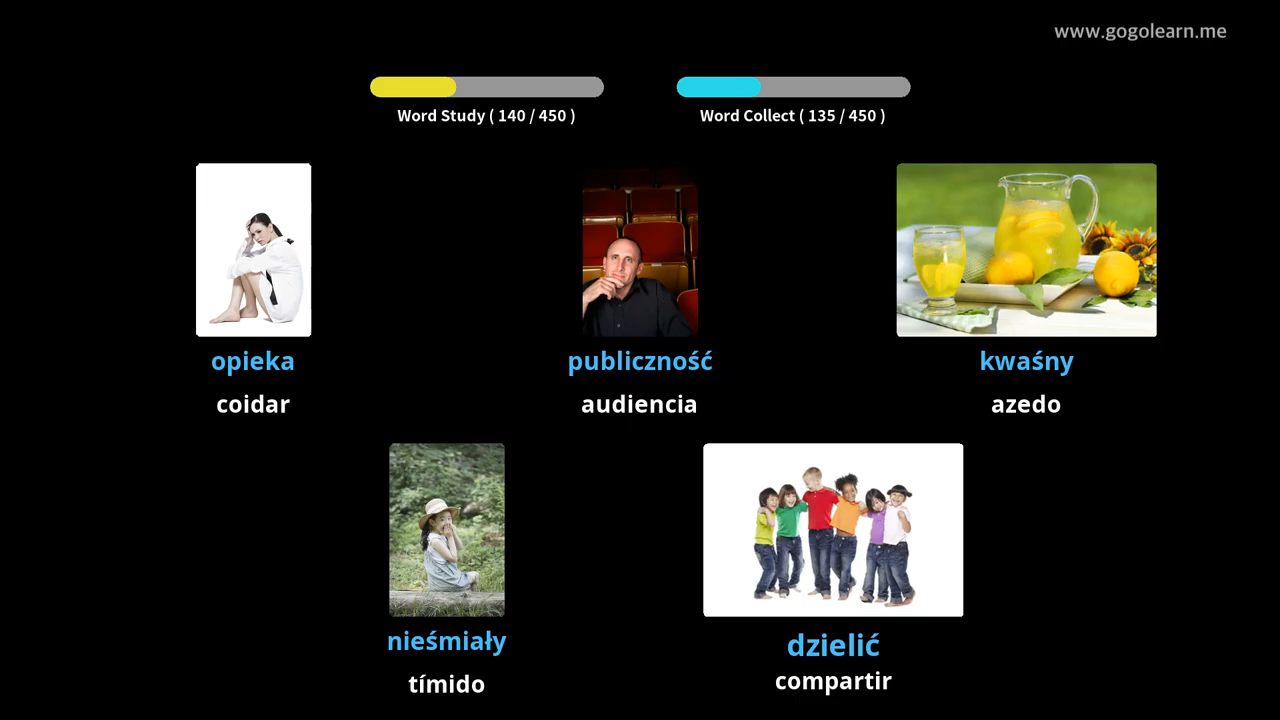 www.gogolearn.me
Word Study ( 140 / 450 )
Word Collect ( 135 / 450 )
opieka
coidar
publiczność
audiencia
kwaśny
azedo
nieśmiały
tímido
dzielić
compartir